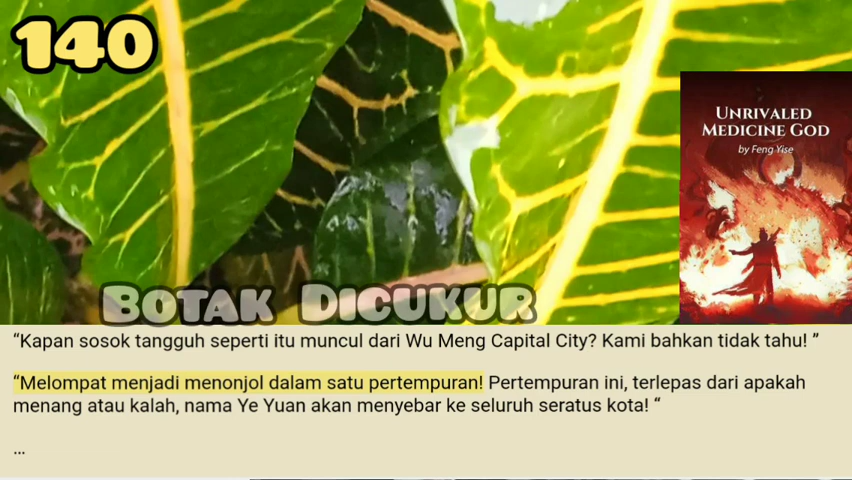 140
UNRIVALED
MEDICINE GOD
by Feng Yise
BOTAK DICUKUR
“Kapan sosok tangguh seperti itu muncul dari Wu Meng Capital City? Kami bahkan tidak tahu! ”
“Melompat menjadi menonjol dalam satu pertempuran! Pertempuran ini, terlepas dari apakah
menang atau kalah, nama Ye Yuan akan menyebar ke seluruh seratus kota! “
...